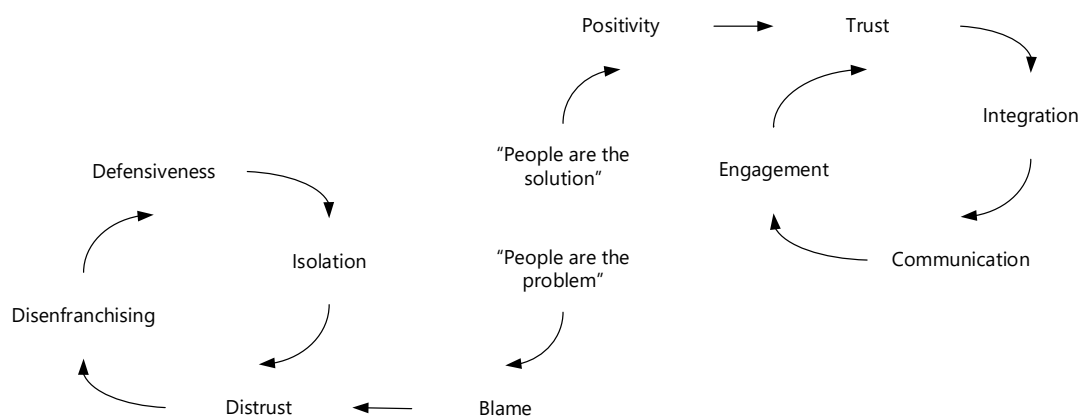 Positivity
Trust
Integration
“People are the
solution”
Engagement
Communication
“People are the
problem”
Blame
Distrust
Disenfranchising
Defensiveness
Isolation